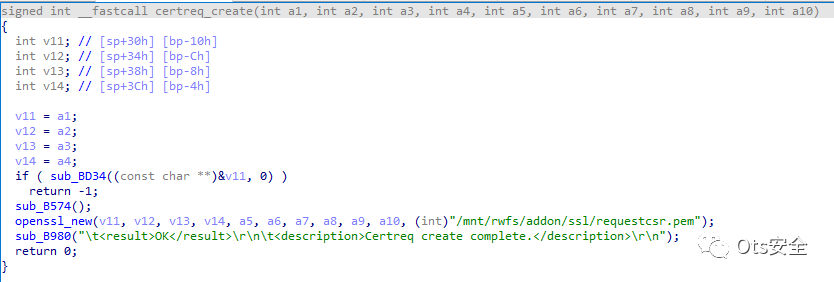 signed int __fastcall certreq_create(int a1, int a2, int a3, int a4, int a5, int a6, int a7, int a8, int a9, int a10)
{
  int v11; // [sp+30h] [bp-10h]
  int v12; // [sp+34h] [bp-Ch]
  int v13; // [sp+38h] [bp-8h]
  int v14; // [sp+3Ch] [bp-4h]
  v11 = a1;
  v12 = a2;
  v13 = a3;
  v14 = a4;
  if ( sub_BD34((const char **)&v11, 0) )
    return -1;
  sub_B574();
  openssl_new(v11, v12, v13, v14, a5, a6, a7, a8, a9, a10, (int)"/mnt/rwfs/addon/ssl/requestcsr.pem");
  sub_B980("\t<result>OK</result>\r\n\t<description>Certreq create complete.</description>\r\n");
  return 0;
}
Ots安全